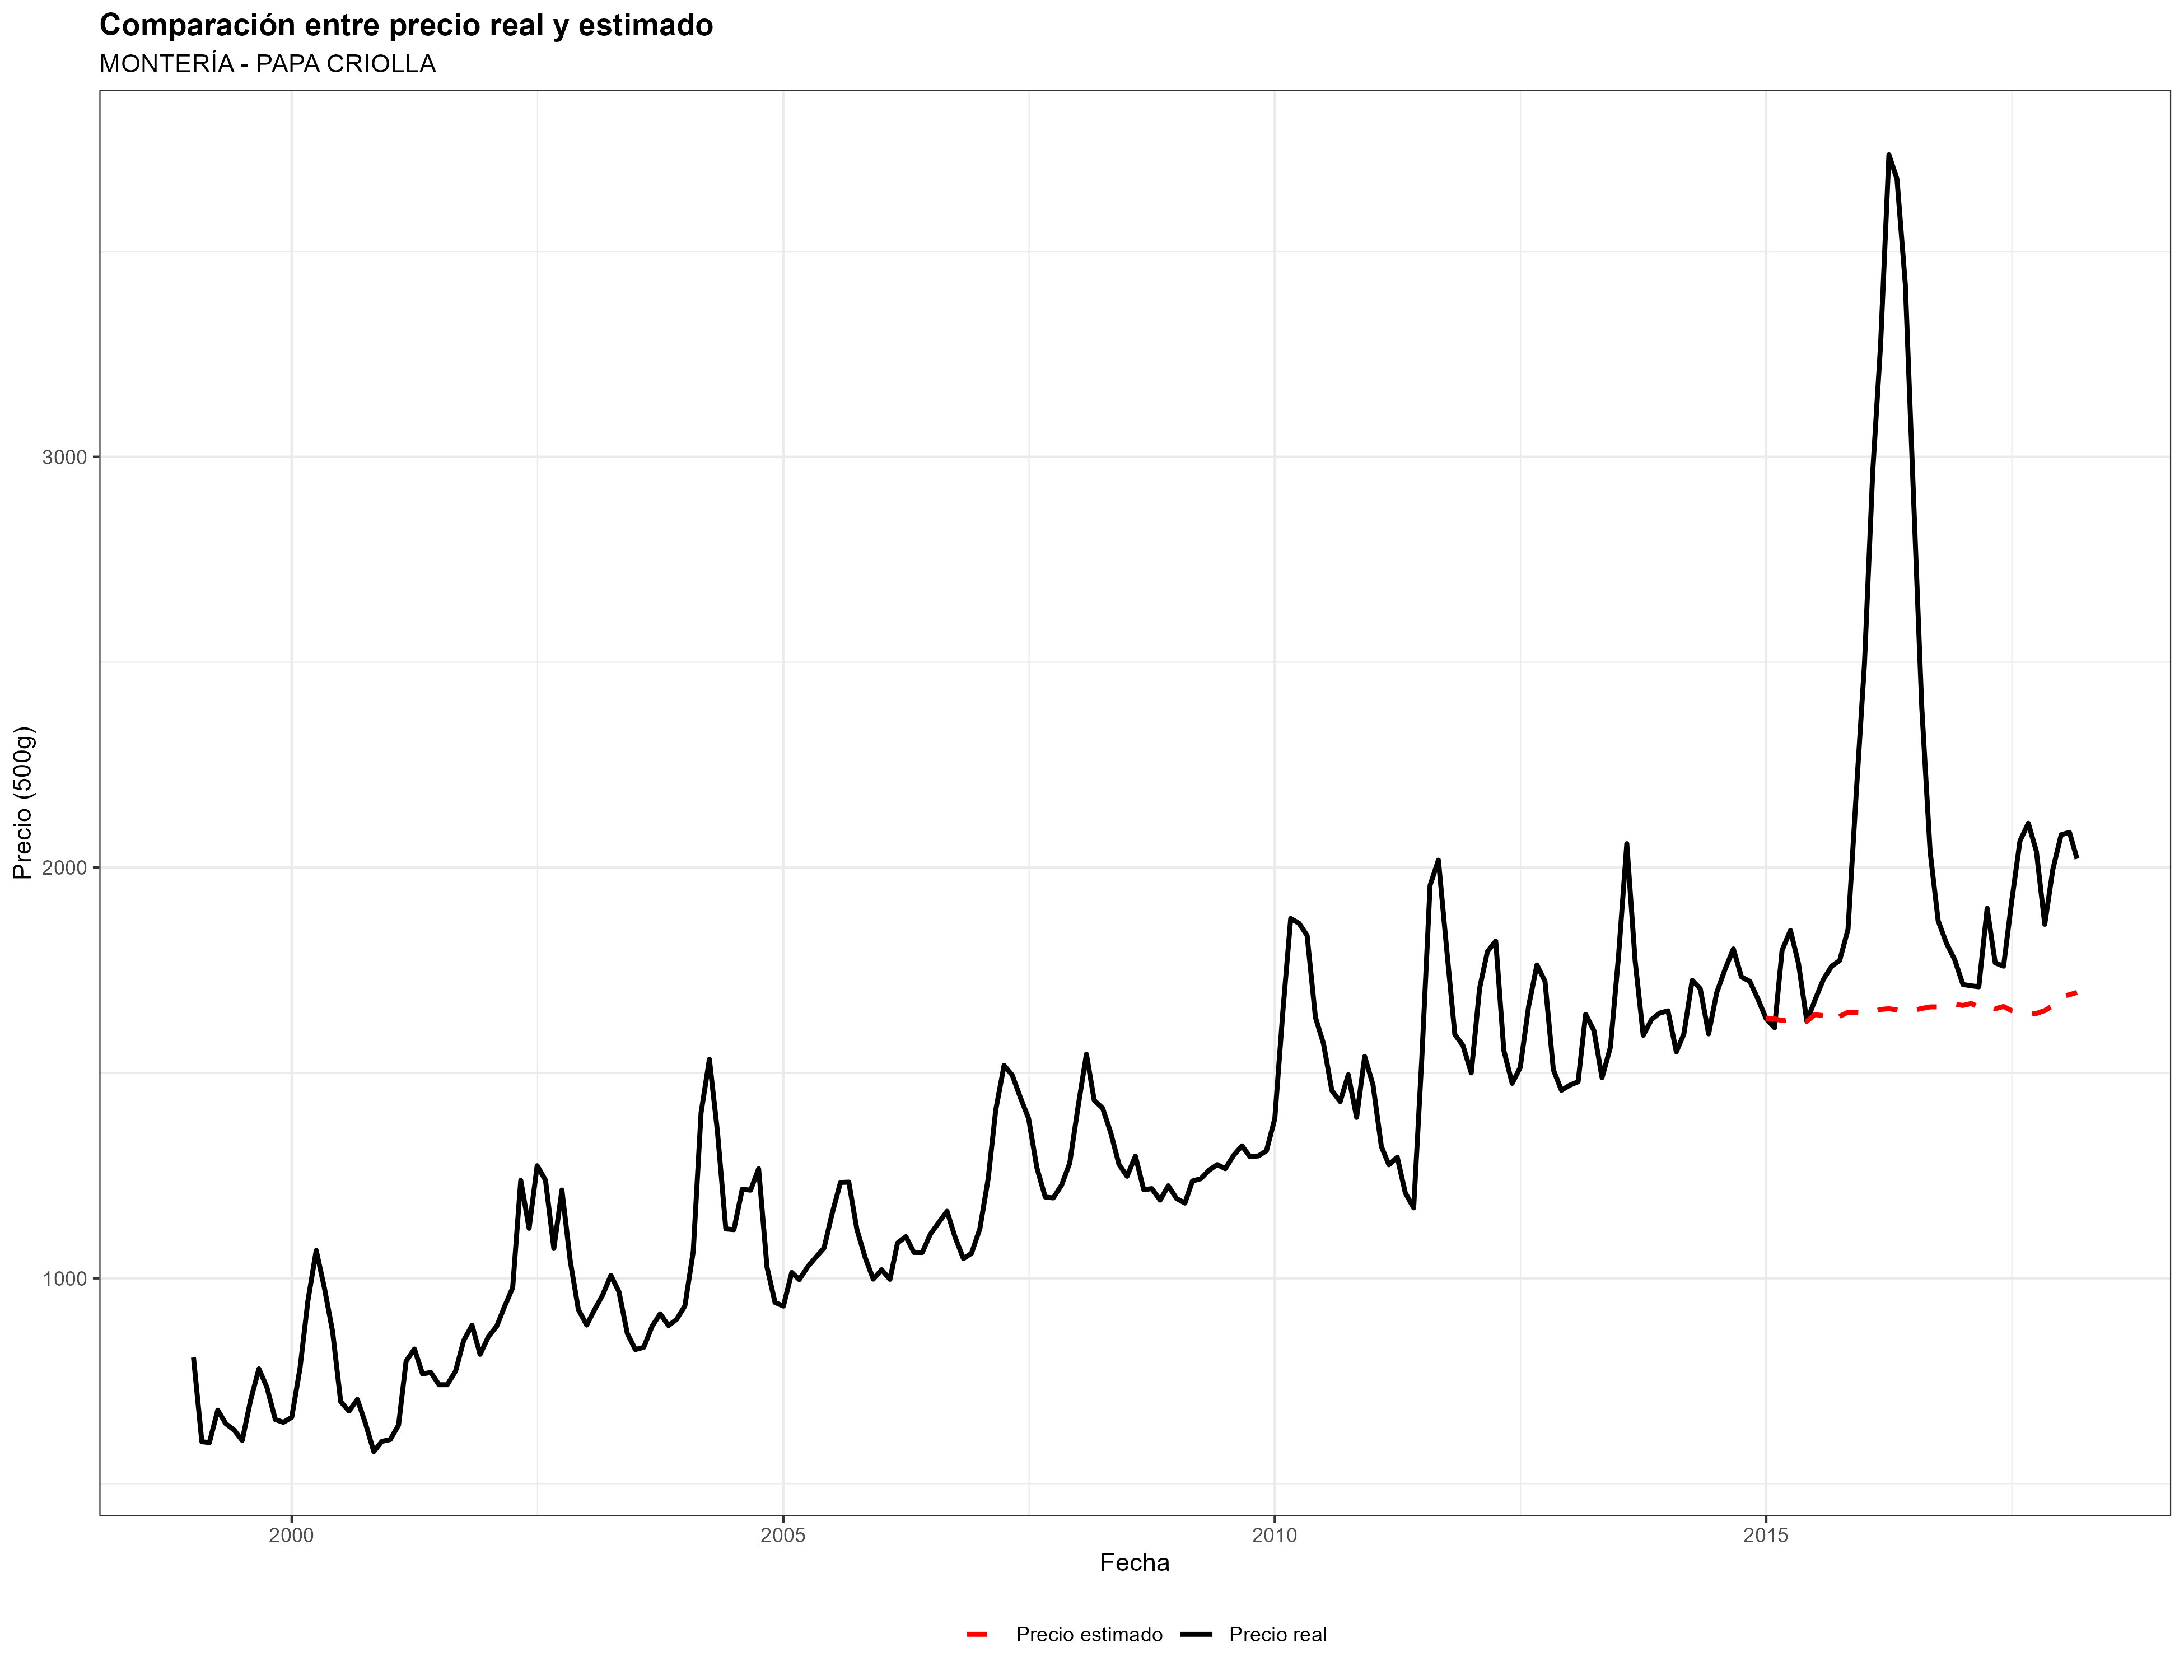 Comparación entre precio real y estimado
MONTERÍA - PAPA CRIOLLA
Precio (500g)
3000
2000
1000
2000
2005
2010
2015
Fecha
Precio estimado
Precio real